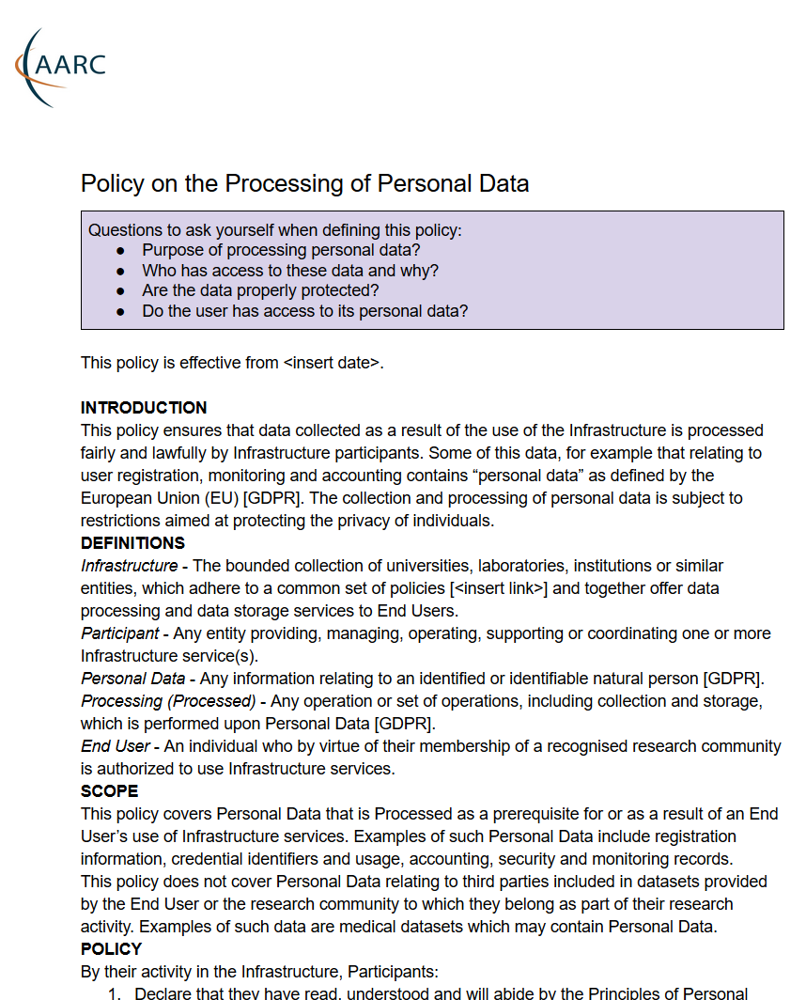 AARC
Policy on the Processing of Personal Data
Questions to ask yourself when defining this policy:
● Purpose of processing personal data?
● Who has access to these data and why?
● Are the data properly protected?
● Do the user has access to its personal data?
This policy is effective from <insert date>.
INTRODUCTION
This policy ensures that data collected as a result of the use of the Infrastructure is processed
fairly and lawfully by Infrastructure participants. Some of this data, for example that relating to
user registration, monitoring and accounting contains “personal data” as defined by the
European Union (EU) [GDPR]. The collection and processing of personal data is subject to
restrictions aimed at protecting the privacy of individuals.
DEFINITIONS
Infrastructure - The bounded collection of universities, laboratories, institutions or similar
entities, which adhere to a common set of policies [<insert link>] and together offer data
processing and data storage services to End Users.
Participant - Any entity providing, managing, operating, supporting or coordinating one or more
Infrastructure service(s).
Personal Data - Any information relating to an identified or identifiable natural person [GDPR].
Processing (Processed) - Any operation or set of operations, including collection and storage,
which is performed upon Personal Data [GDPR].
End User - An individual who by virtue of their membership of a recognised research community
is authorized to use Infrastructure services.
SCOPE
This policy covers Personal Data that is Processed as a prerequisite for or as a result of an End
User’s use of Infrastructure services. Examples of such Personal Data include registration
information, credential identifiers and usage, accounting, security and monitoring records.
This policy does not cover Personal Data relating to third parties included in datasets provided
by the End User or the research community to which they belong as part of their research
activity. Examples of such data are medical datasets which may contain Personal Data.
POLICY
By their activity in the Infrastructure, Participants:
1. Declare that they have read, understood and will abide by the Principles of Personal